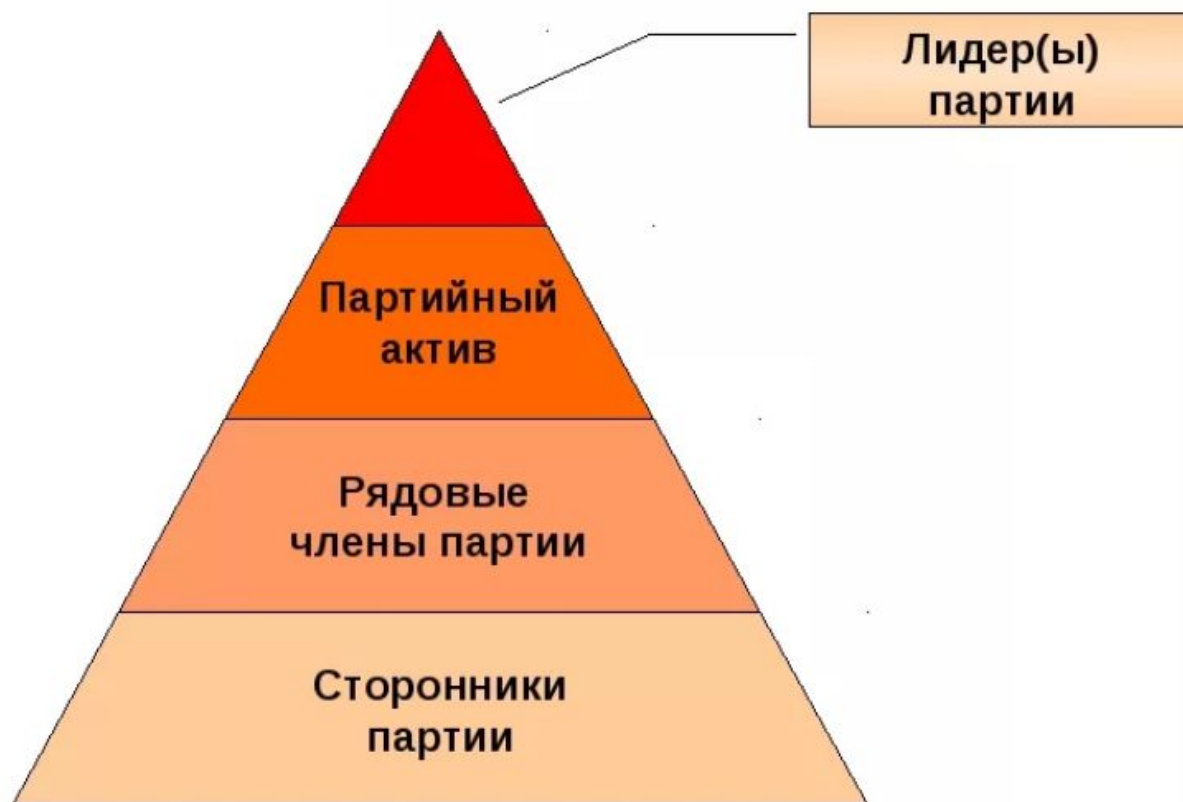 Лидер(ы)
партии
Партийный
актив
Рядовые
члены партии
Сторонники
партии